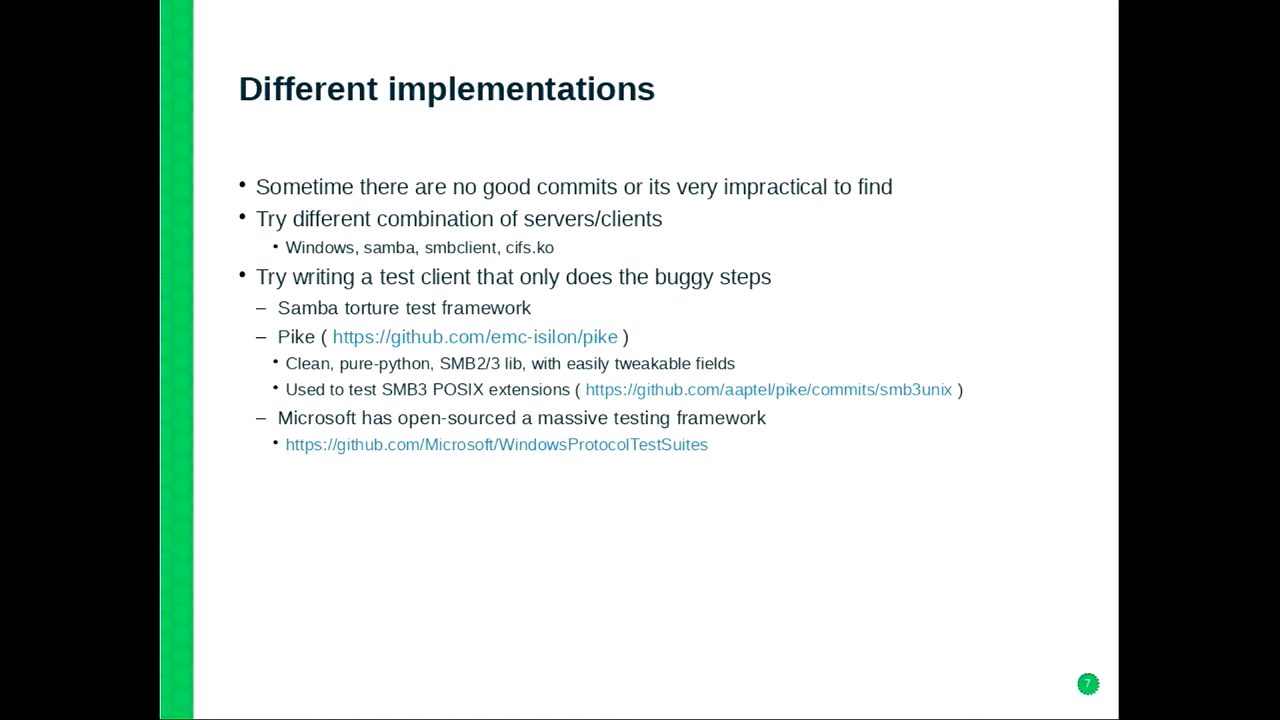 Different implementations
• Sometime there are no good commits or its very impractical to find
• Try different combination of servers/clients
• Windows, samba, smbclient, cifs.ko
• Try writing a test client that only does the buggy steps
– Samba torture test framework
– Pike ( https://github.com/emc-isilon/pike )
• Clean, pure-python, SMB2/3 lib, with easily tweakable fields
• Used to test SMB3 POSIX extensions ( https://github.com/aaptel/pike/commits/smb3unix )
– Microsoft has open-sourced a massive testing framework
• https://github.com/Microsoft/WindowsProtocolTestSuites
7